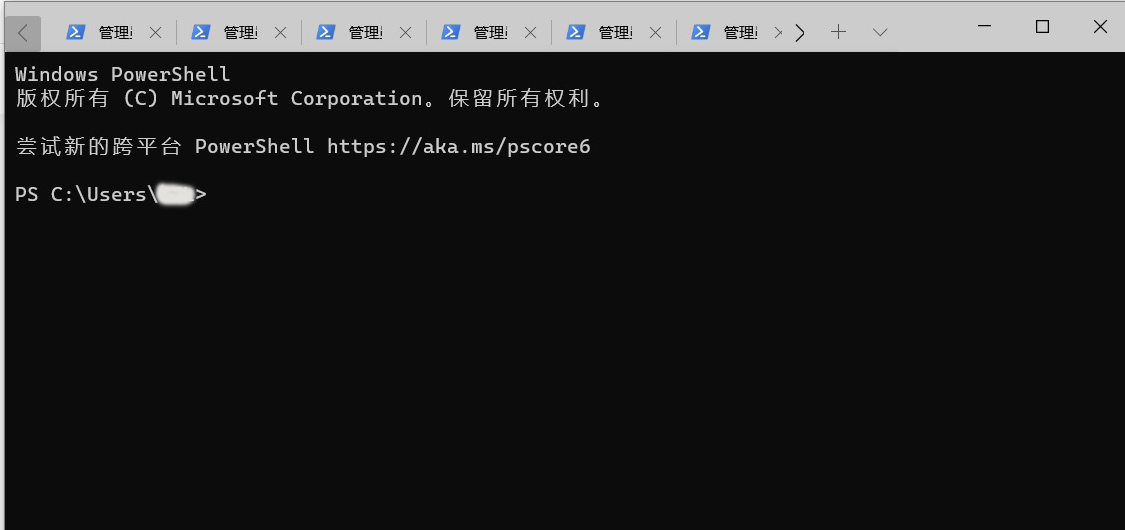 管理
管理
管理
管理
管理
管理
Windows PowerShell
版权所有 (C) Microsoft Corporation。保留所有权利。
尝试新的跨平台 PowerShell https://aka.ms/pscore6
PS C:\Users\
>